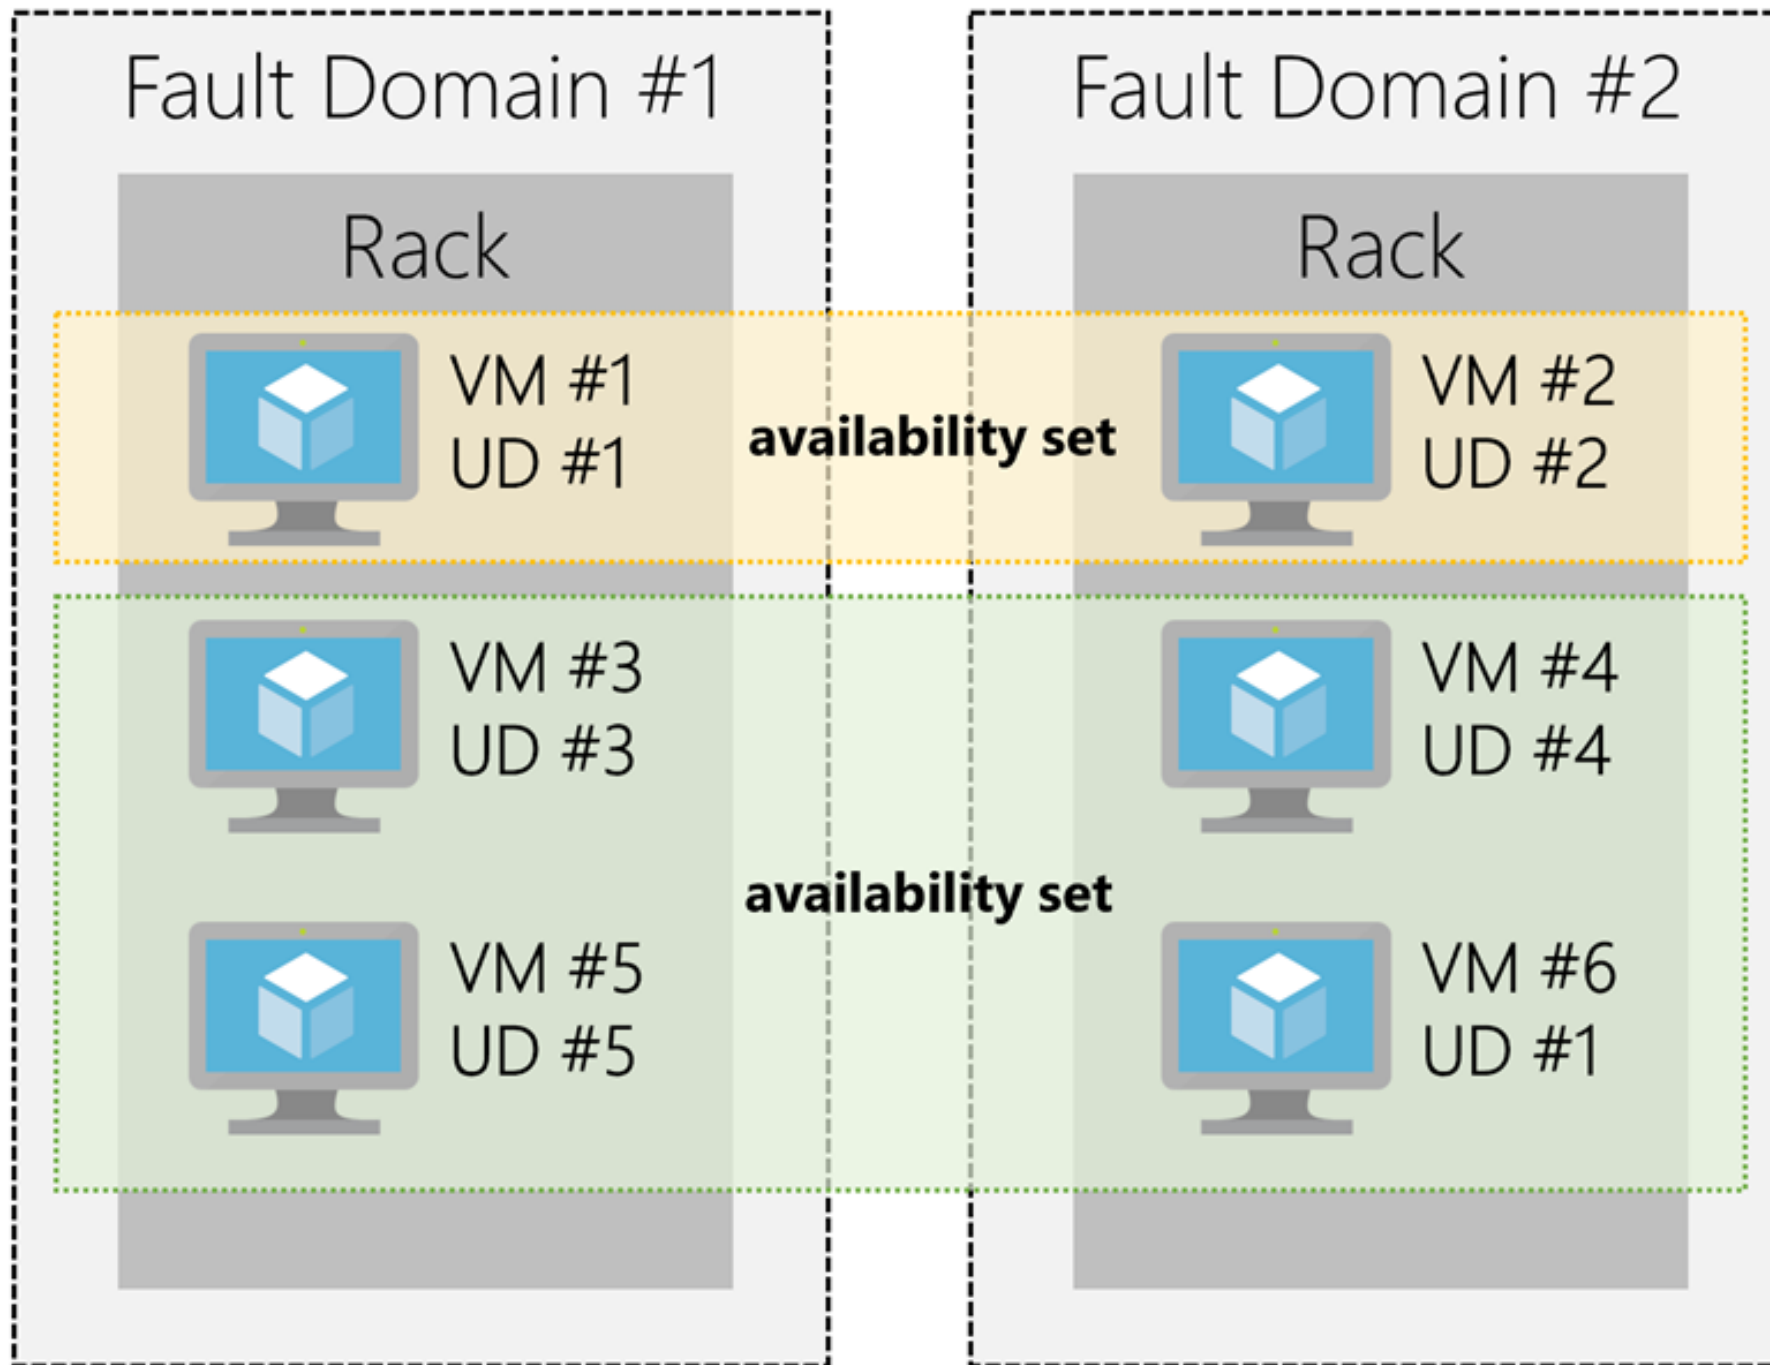 Fault Domain #1
Fault Domain #2
Rack
Rack
VM #1
UD #1
availability set
VM #2
UD #2
VM #3
UD #3
VM #4
UD #4
availability set
VM #5
UD #5
VM #6
UD #1